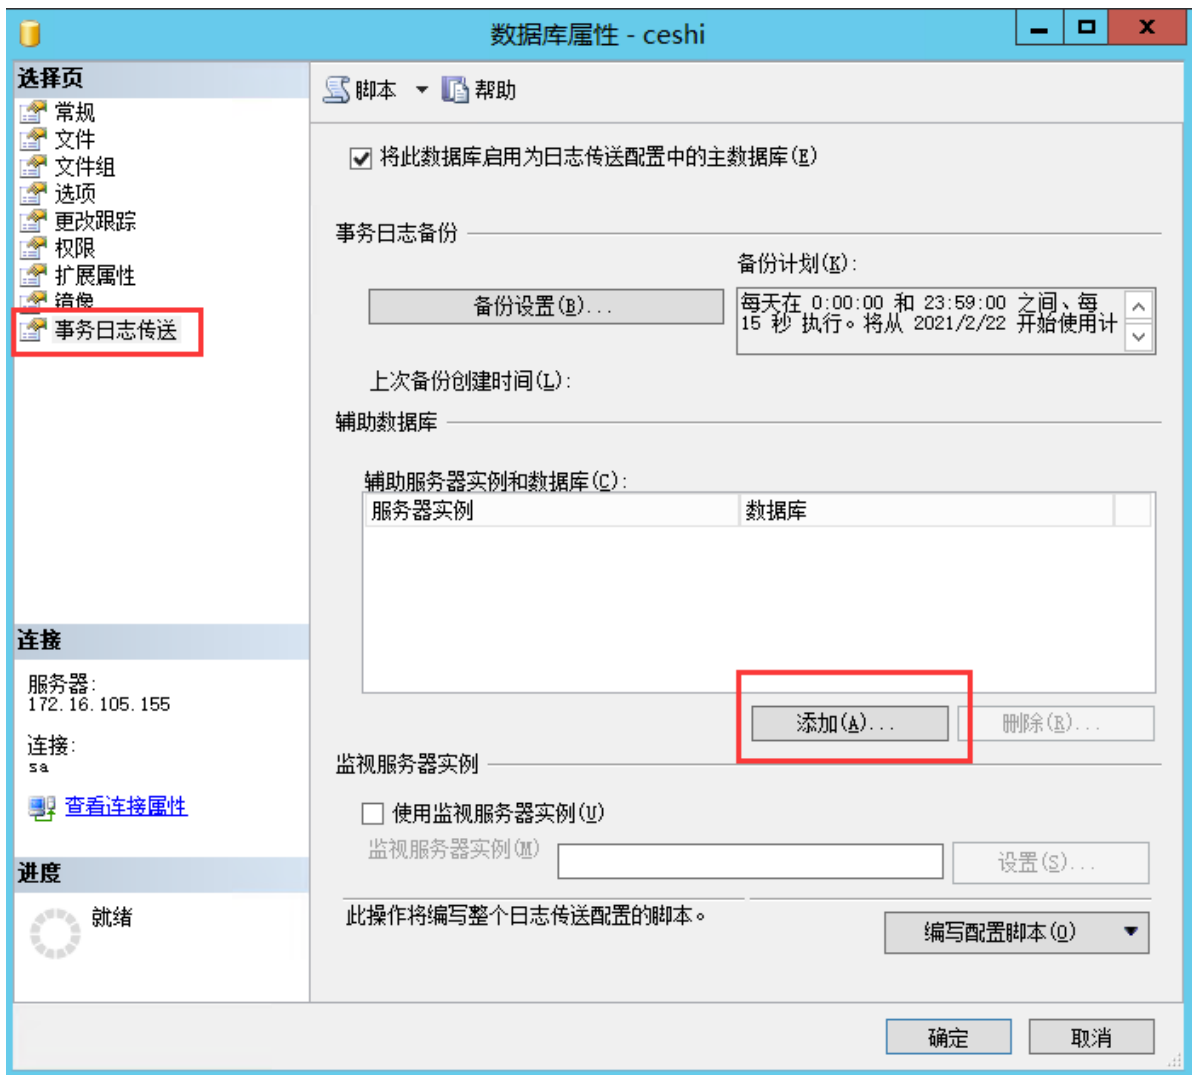 数据库属性 - ceshi
选择页
常规
文件
文件组
选项
更改跟踪
权限
扩展属性
镜像
事务日志传送
连接
服务器:
172.16.105.155
连接:
sa
查看连接属性
进度
就绪
脚本
帮助
将此数据库启用为日志传送配置中的主数据库(E)
事务日志备份
备份计划(K):
备份设置(B)...
每天在 0:00:00 和 23:59:00 之间、每
15 秒 执行。将从 2021/2/22 开始使用计
上次备份创建时间(L):
辅助数据库
辅助服务器实例和数据库(C):
服务器实例 数据库
添加(A)... 删除(R)...
监视服务器实例
使用监视服务器实例(U)
监视服务器实例(M)
设置(S)...
此操作将编写整个日志传送配置的脚本。
编写配置脚本(O)
确定 取消